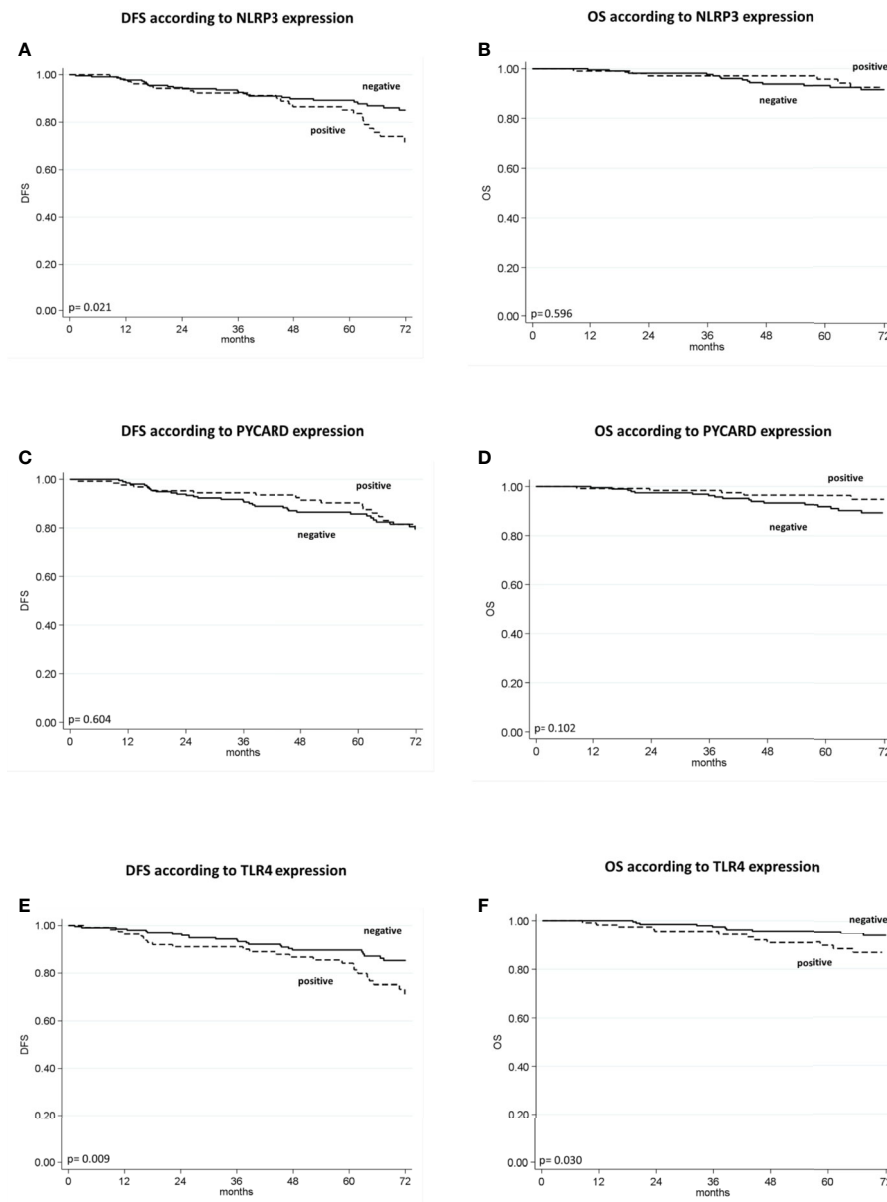 DFS according to NLRP3 expression
A
1.00
0.80
0.60
0.40
0.20
0.00
DFS
negative
positive
p= 0.021
0 12 24 36 48 60 72
months
OS according to NLRP3 expression
B
1.00
0.80
0.60
0.40
0.20
0.00
OS
positive
negative
p=0.596
0 12 24 36 48 60 72
months
DFS according to PYCARD expression
C
1.00
0.80
0.60
0.40
0.20
0.00
DFS
positive
negative
p= 0.604
0 12 24 36 48 60 72
months
OS according to PYCARD expression
D
1.00
0.80
0.60
0.40
0.20
0.00
OS
positive
negative
p= 0.102
0 12 24 36 48 60 72
months
DFS according to TLR4 expression
E
1.00
0.80
0.60
0.40
0.20
0.00
DFS
negative
positive
p= 0.009
0 12 24 36 48 60 72
months
OS according to TLR4 expression
F
1.00
0.80
0.60
0.40
0.20
0.00
OS
negative
positive
p= 0.030
0 12 24 36 48 60 72
months